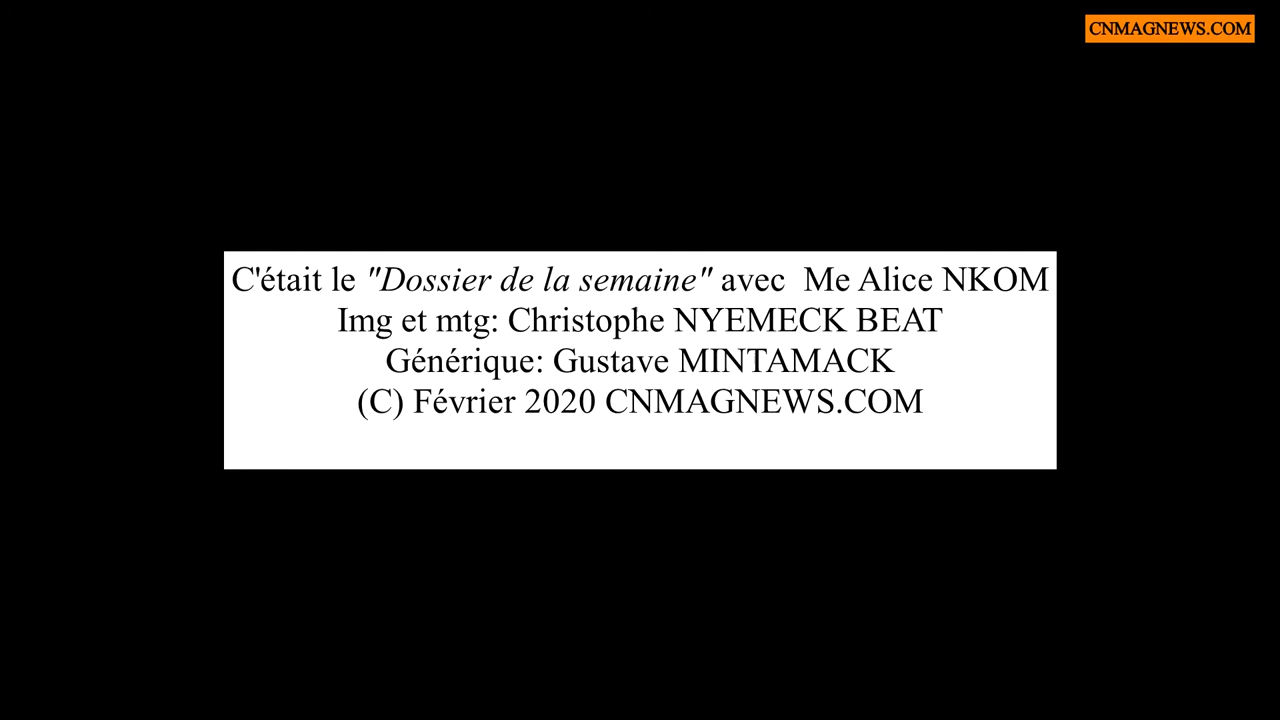 CNMAGNEWS.COM
C'était le "Dossier de la semaine" avec  Me Alice NKOM
Img et mtg: Christophe NYEMECK BEAT
Générique: Gustave MINTAMACK
(C) Février 2020 CNMAGNEWS.COM